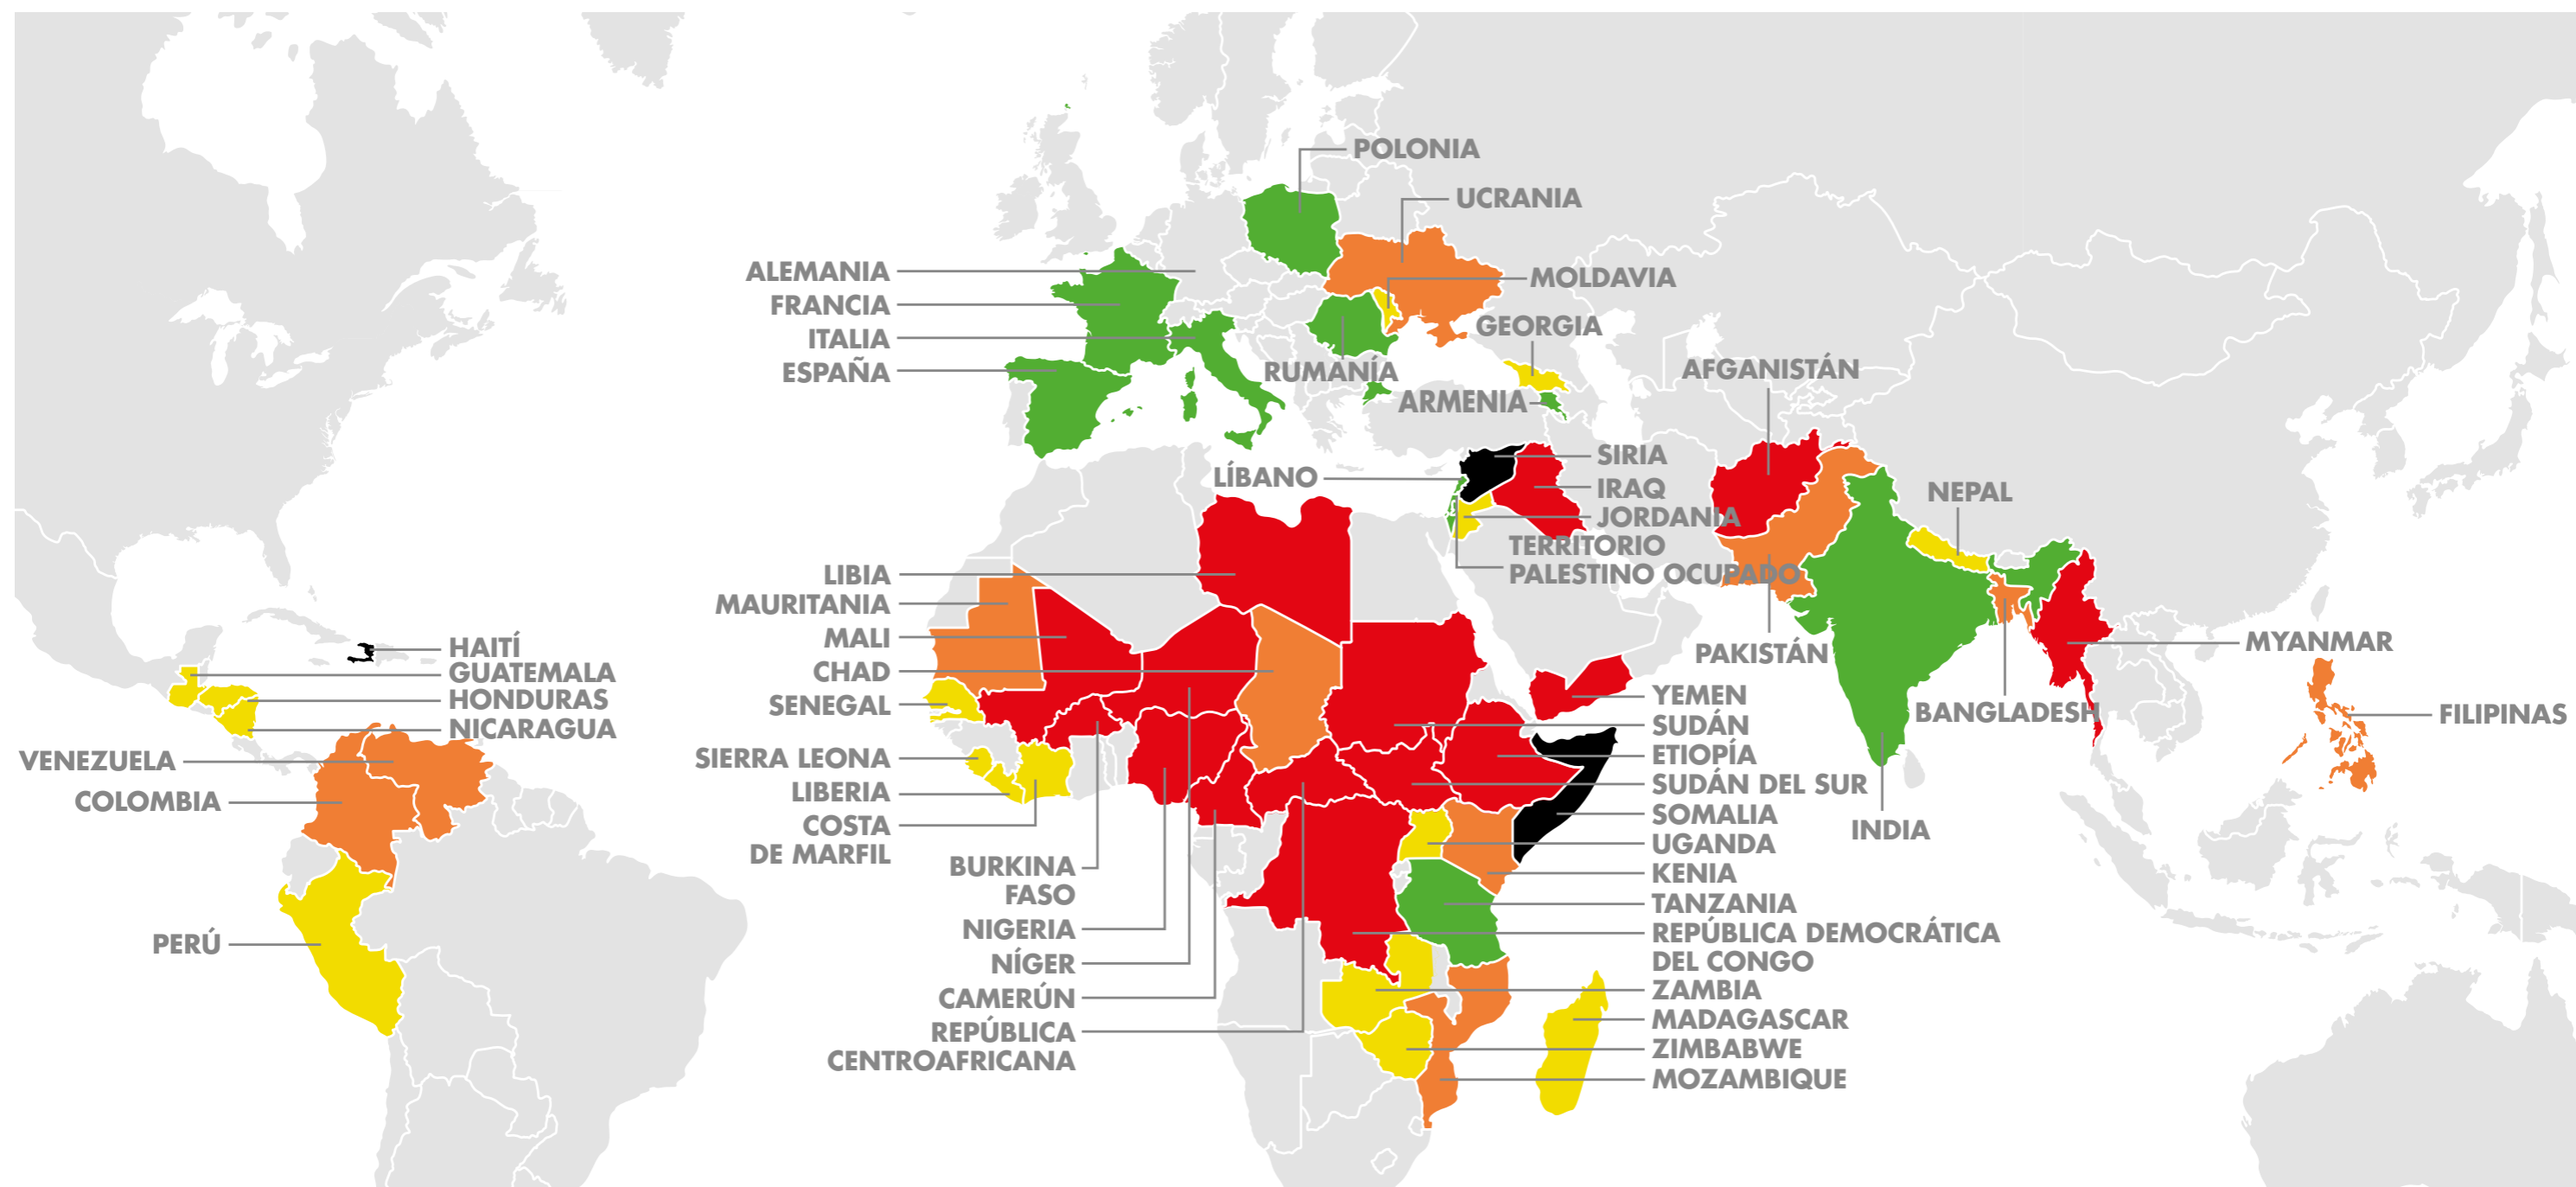 POLONIA
UCRANIA
ALEMANIA
MOLDAVIA
FRANCIA
GEORGIA
ITALIA
ESPAÑA
RUMANÍA
AFGANISTÁN
ARMENIA
SIRIA
LÍBANO
IRAQ
NEPAL
JORDANIA
TERRITORIO
PALESTINO OCUPADO
LIBIA
MAURITANIA
MALI
HAITÍ
MYANMAR
PAKISTÁN
CHAD
GUATEMALA
HONDURAS
YEMEN
SENEGAL
BANGLADESH
FILIPINAS
NICARAGUA
SUDÁN
VENEZUELA
SIERRA LEONA
ETIOPÍA
SUDÁN DEL SUR
LIBERIA
COLOMBIA
SOMALIA
COSTA
DE MARFIL
INDIA
UGANDA
BURKINA
FASO
KENIA
TANZANIA
NIGERIA
REPÚBLICA DEMOCRÁTICA
DEL CONGO
PERÚ
NÍGER
ZAMBIA
CAMERÚN
MADAGASCAR
REPÚBLICA
CENTROAFRICANA
ZIMBABWE
MOZAMBIQUE